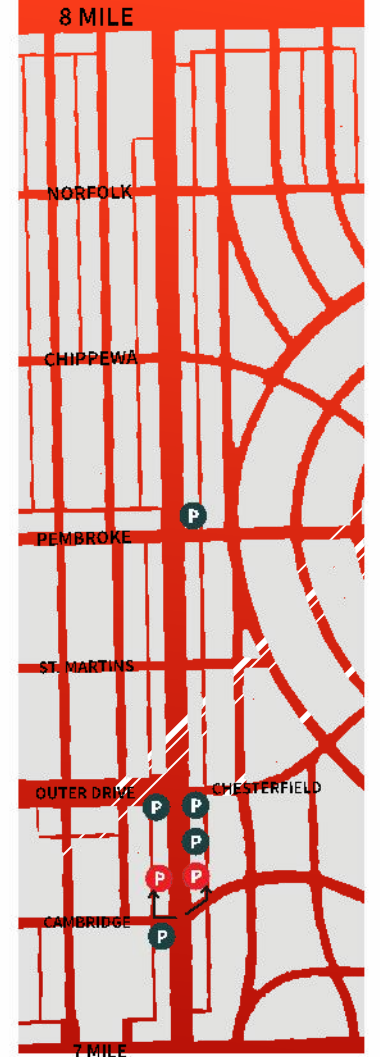 8 MILE
NORFOLK
CHIPPEWA
P
PEMBROKE
ST. MARTINS
OUTER DRIVE
CHESTERFIELD
P
P
P
P
P
CAMBRIDGE
P
7 MILE